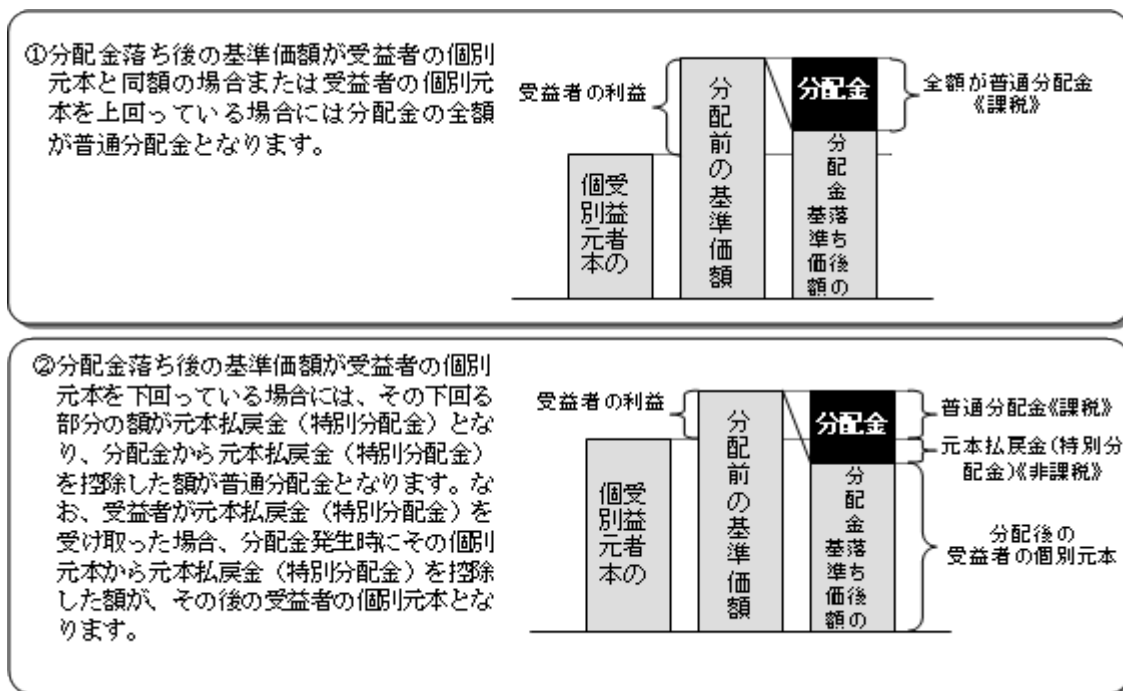 ①分配金落ち後の基準価額が受益者の個別
元本と同額の場合または受益者の個別元
本を上回っている場合には分配金の全額
が普通分配金となります。
受益者の利益
受益者の
個別元本
分配前の基準価額
分配金
分配金落ち後の
基準価額
全額が普通分配金
《課税》
②分配金落ち後の基準価額が受益者の個別
元本を下回っている場合には、その下回る
部分の額が元本払戻金(特別分配金)とな
り、分配金から元本払戻金(特別分配金)
を控除した額が普通分配金となります。な
お、受益者が元本払戻金(特別分配金)を
受け取った場合、分配金発生時にその個別
元本から元本払戻金(特別分配金)を控除
した額が、その後の受益者の個別元本とな
ります。
受益者の利益
受益者の
個別元本
分配前の基準価額
分配金
分配金落ち後の
基準価額
普通分配金《課税》
元本払戻金(特別分
配金)《非課税》
分配後の
受益者の個別元本